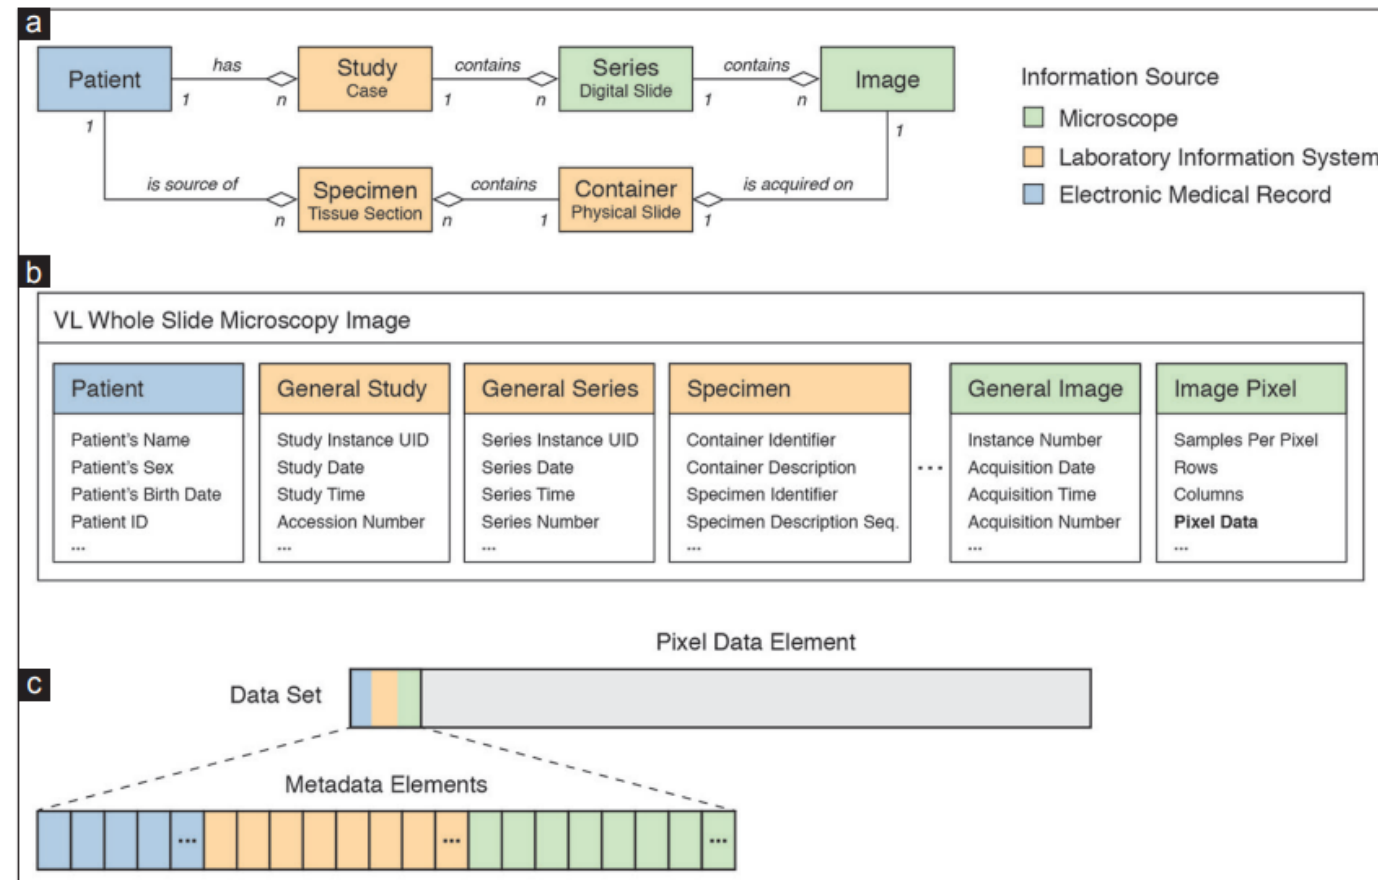 a
Patient
has
1
n
Study
Case
contains
1
n
Series
Digital Slide
contains
1
n
Image
1
1
is source of
n
Specimen
Tissue Section
contains
n
1
Container
Physical Slide
is acquired on
1
Information Source
Microscope
Laboratory Information System
Electronic Medical Record
b
VL Whole Slide Microscopy Image
Patient
Patient's Name
Patient's Sex
Patient's Birth Date
Patient ID
...
General Study
Study Instance UID
Study Date
Study Time
Accession Number
...
General Series
Series Instance UID
Series Date
Series Time
Series Number
...
Specimen
Container Identifier
Container Description
Specimen Identifier
Specimen Description Seq.
...
...
General Image
Instance Number
Acquisition Date
Acquisition Time
Acquisition Number
...
Image Pixel
Samples Per Pixel
Rows
Columns
Pixel Data
...
c
Pixel Data Element
Data Set
Metadada Elements
...
...
...